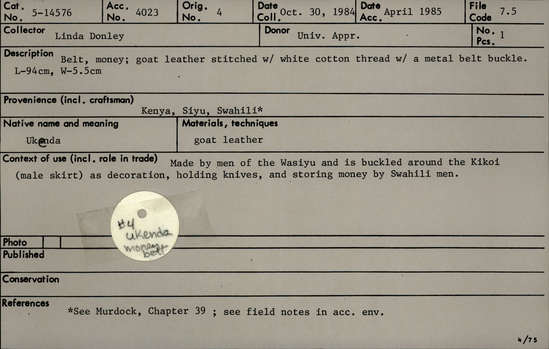 Cat. No. 5-14576 Acc. No. 4023 Orig. No. 4 Date Coll. Oct. 30, 1984 Date Acc April 1985 File Code 7.5
Collector Linda Donley Donor Univ. Appr. No. Pcs. 1
Description Belt, money; goat leather stitched w/ white cotton thread w/ a metal belt buckle.
L-94cm, W-5.5cm
Provenience (incl. craftsman)
Kenya, Siyu, Swahili*
Native name and meaning Materials, techniques
Ukenda goat leather
Context of use (incl. role in trade) Made by men of the Wasiyu and is buckled around the Kikoi
(male skirt) as decoration, holding knives, and storing money by Swahili men.
#4
ukenda
money
belt
Photo
Published
Conservation
References
*See Murdock, Chapter 39 ; see field notes in acc. env.
4/75